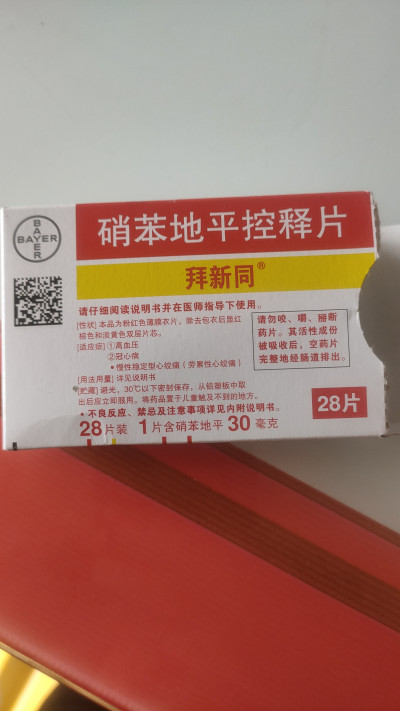 BAYER
BAYER
硝苯地平控释片
拜新同®
请仔细阅读说明书并在医师指导下使用。
[性状] 本品为粉红色薄膜衣片，除去包衣后显红
棕色和淡黄色双层片芯。
[适应症] ①高血压
②冠心病
•慢性稳定型心绞痛（劳累性心绞痛）
[用法用量] 详见说明书
[贮藏] 避光，30℃以下密封保存，从铝塑板中取
出后应立即服用。将药品置于儿童触及不到的地方。
•不良反应、禁忌及注意事项详见内附说明书。
28片装 1片含硝苯地平 30 毫克
请勿咬、嚼、掰断
药片。其活性成份
被吸收后，空药片
完整地经肠道排出。
28片